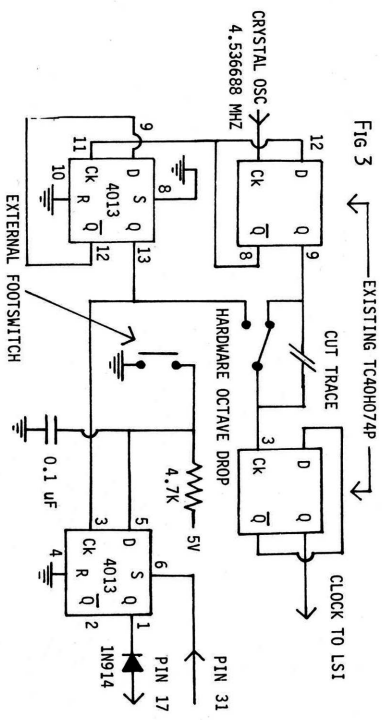 FIG 3
EXISTING TC40H074P
CRYSTAL OSC
4.536688 MHZ
12 D Q 9
Ck Q̅ 8
CUT TRACE
D Q
3 Ck Q̅
CLOCK TO LSI
HARDWARE OCTAVE DROP
9 D S 8
11 Ck 4013 Q 13
10 R Q̅ 12
EXTERNAL FOOTSWITCH
5V
4.7K
0.1 uF
PIN 31
6
5 D S Q 1
3 Ck 4013
4 R Q̅ 2
1N914
PIN 17